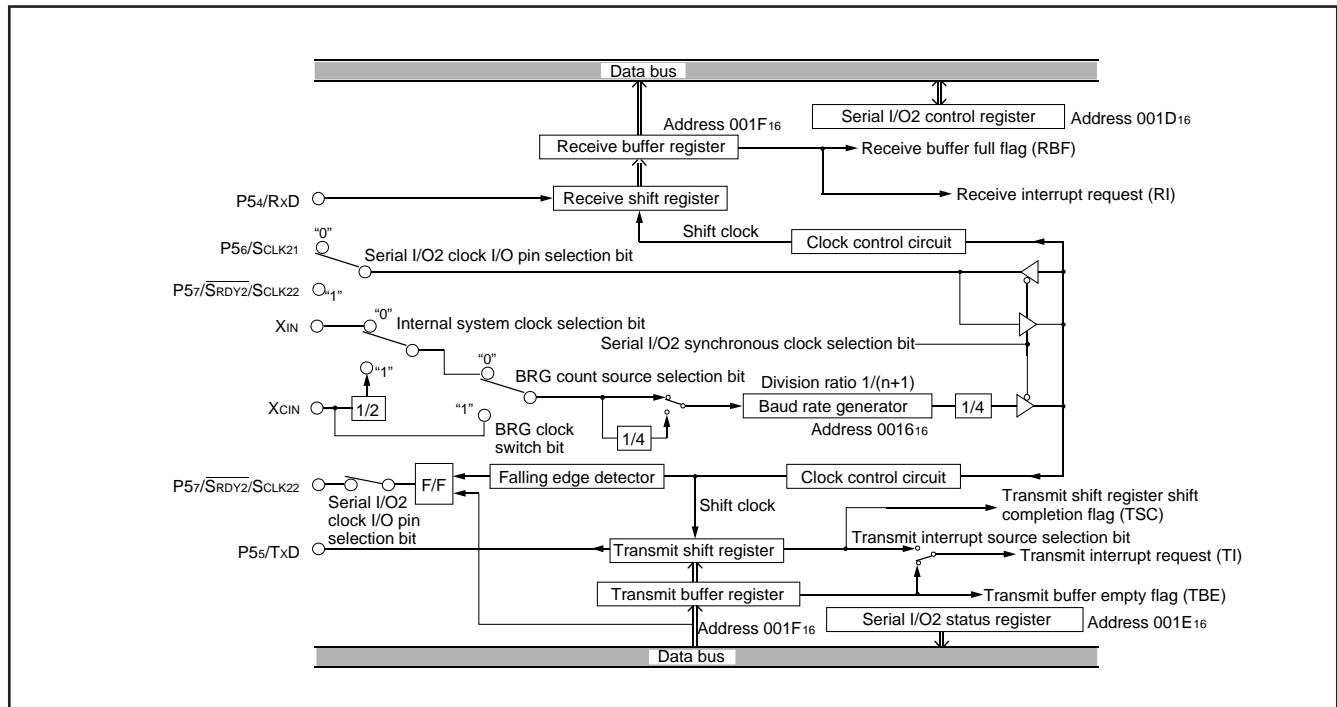 Data bus
Serial I/O2 control register
Address 001D16
Address 001F16
Receive buffer register
Receive buffer full flag (RBF)
Receive interrupt request (RI)
P54/RXD
Receive shift register
Shift clock
Clock control circuit
P56/SCLK21
“0”
Serial I/O2 clock I/O pin selection bit
P57/SRDY2/SCLK22
“1”
XIN
“0”
Internal system clock selection bit
Serial I/O2 synchronous clock selection bit
“1”
“0”
BRG count source selection bit
Division ratio 1/(n+1)
XCIN
1/2
“1”
BRG clock
switch bit
1/4
Baud rate generator
1/4
Address 001616
P57/SRDY2/SCLK22
F/F
Falling edge detector
Clock control circuit
Serial I/O2
clock I/O pin
selection bit
Shift clock
Transmit shift register shift
completion flag (TSC)
P55/TXD
Transmit shift register
Transmit interrupt source selection bit
Transmit interrupt request (TI)
Transmit buffer register
Transmit buffer empty flag (TBE)
Address 001F16
Serial I/O2 status register
Address 001E16
Data bus